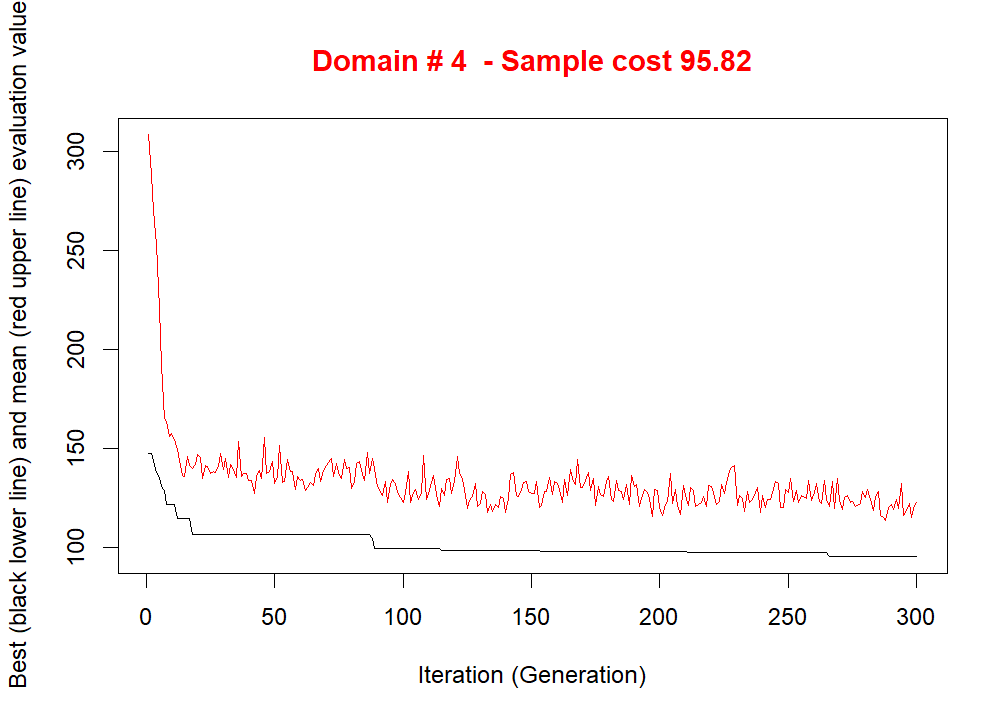 Domain # 4  - Sample cost 95.82
Best (black lower line) and mean (red upper line) evaluation value
300
250
200
150
100
0 50 100 150 200 250 300
Iteration (Generation)